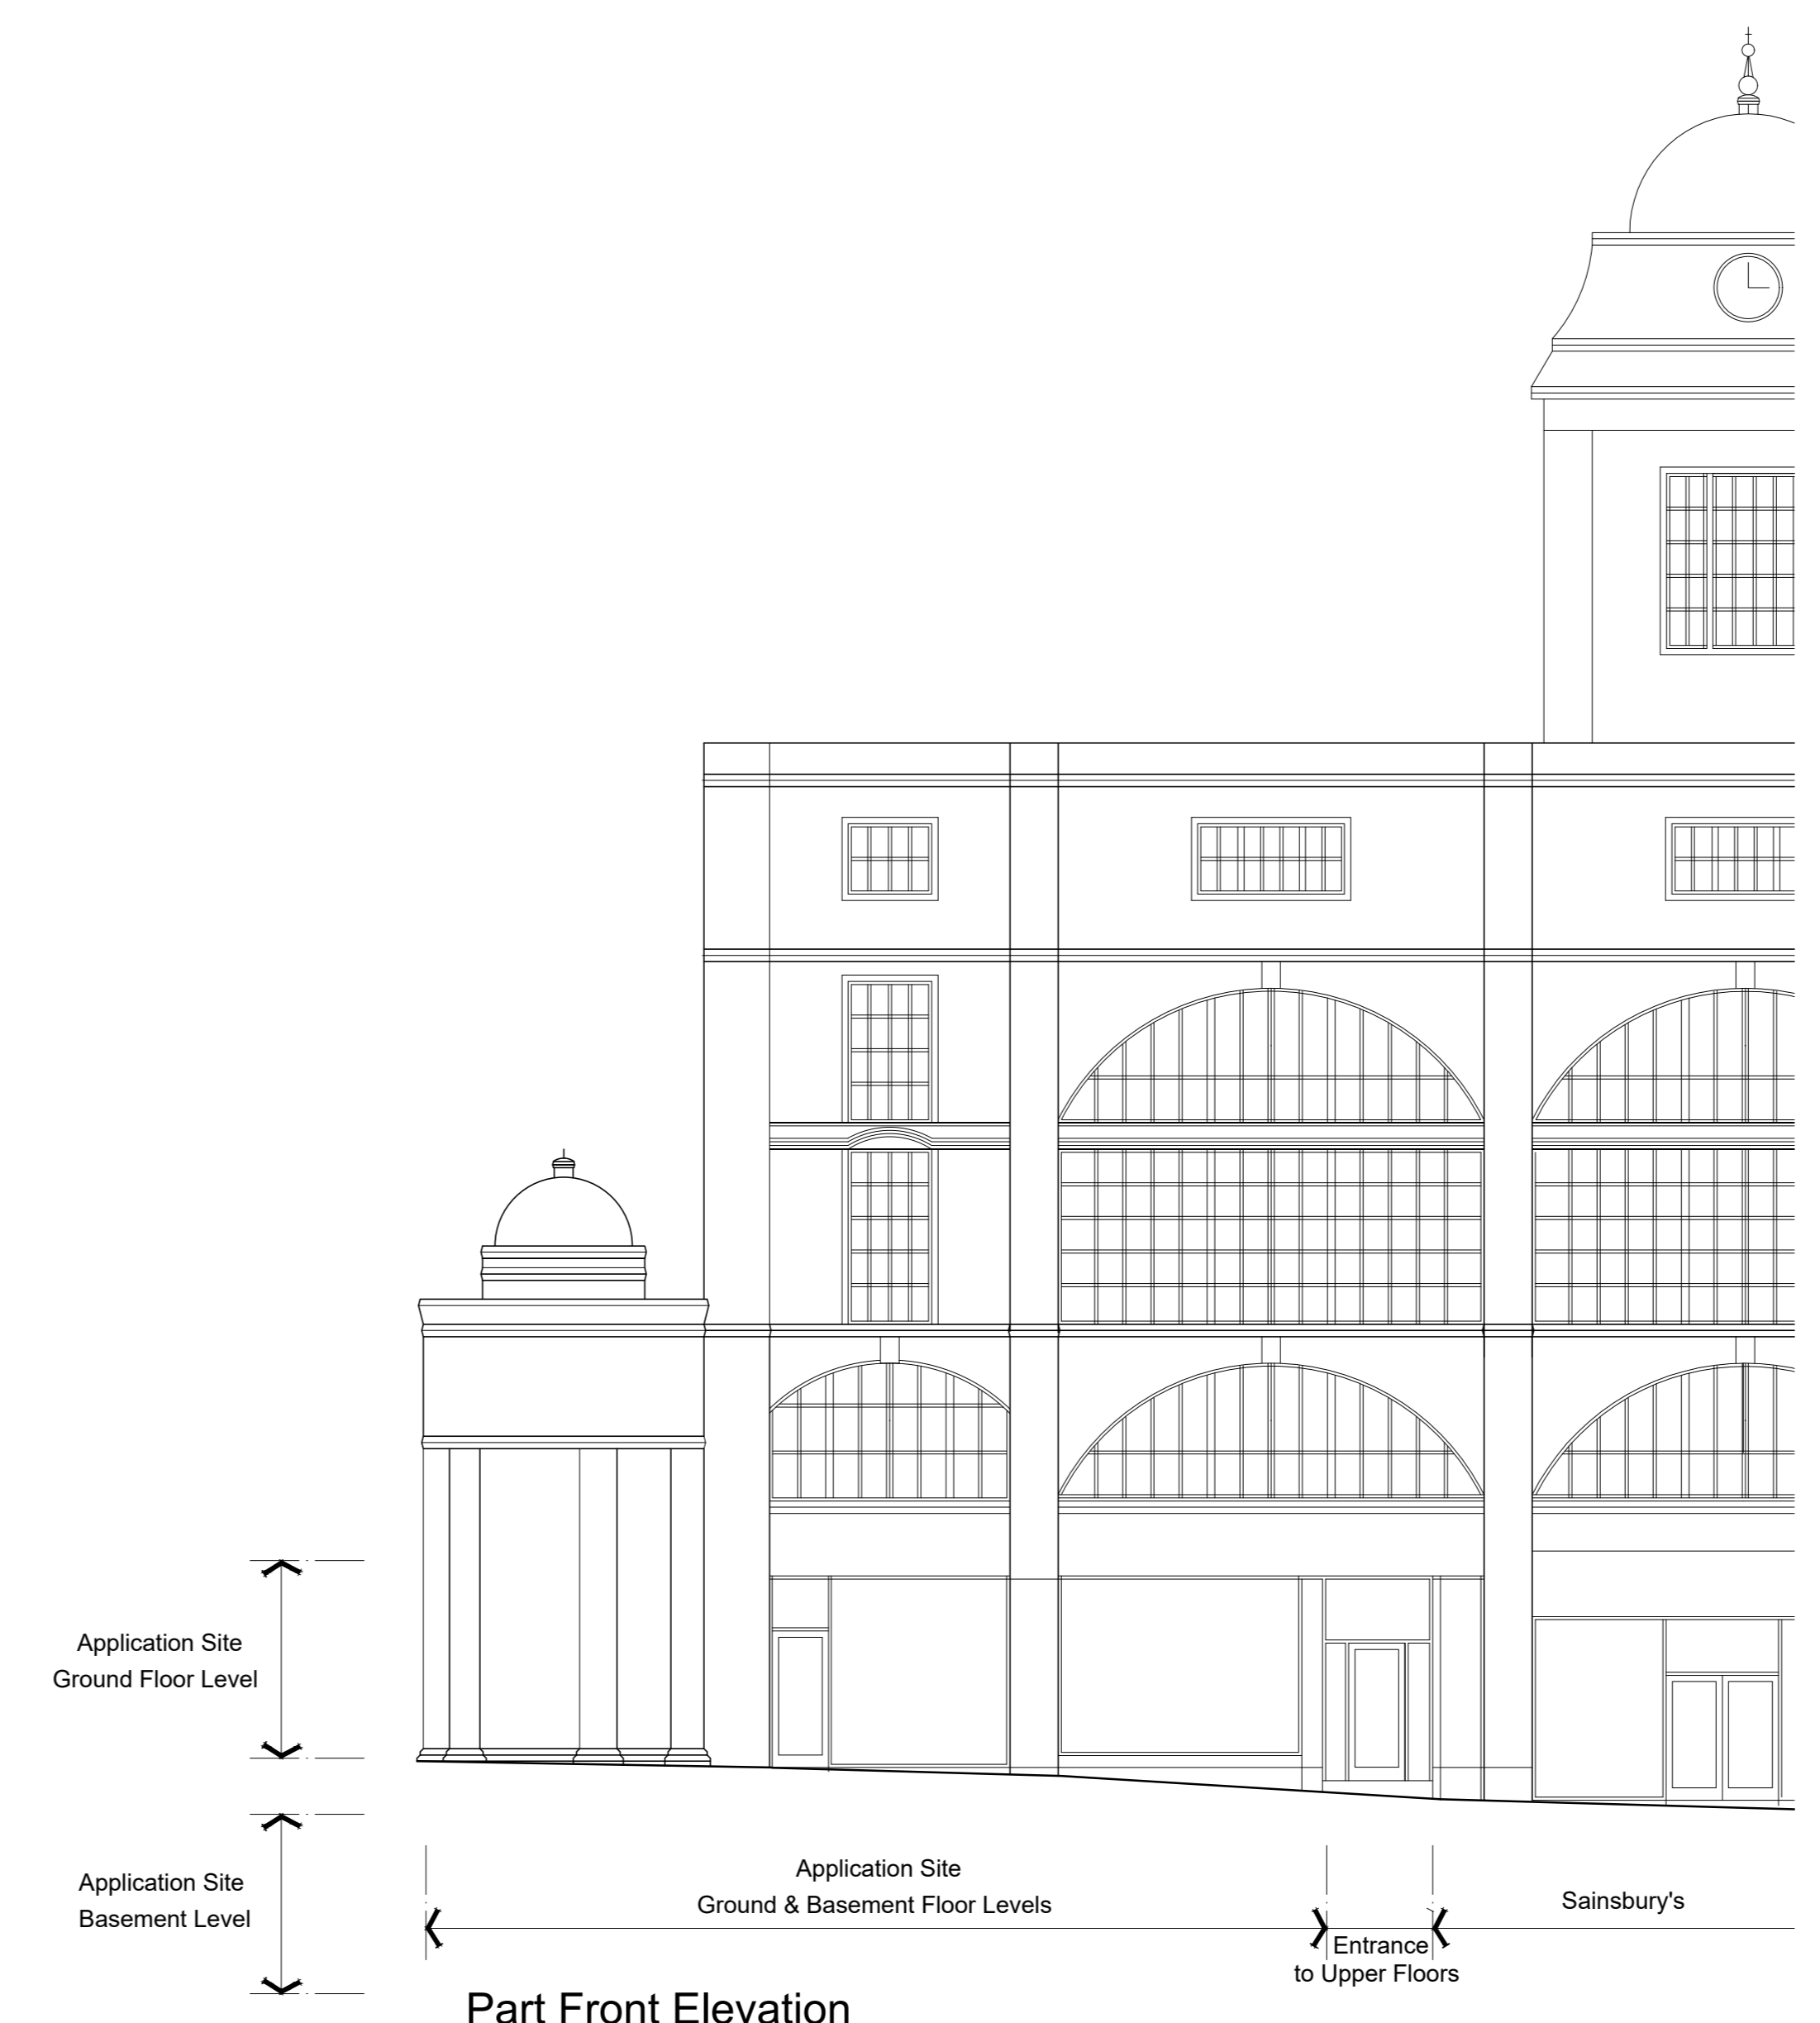 Application Site
Ground Floor Level
Application Site
Basement Level
Application Site
Ground & Basement Floor Levels
Sainsbury's
Entrance
to Upper Floors
Part Front Elevation